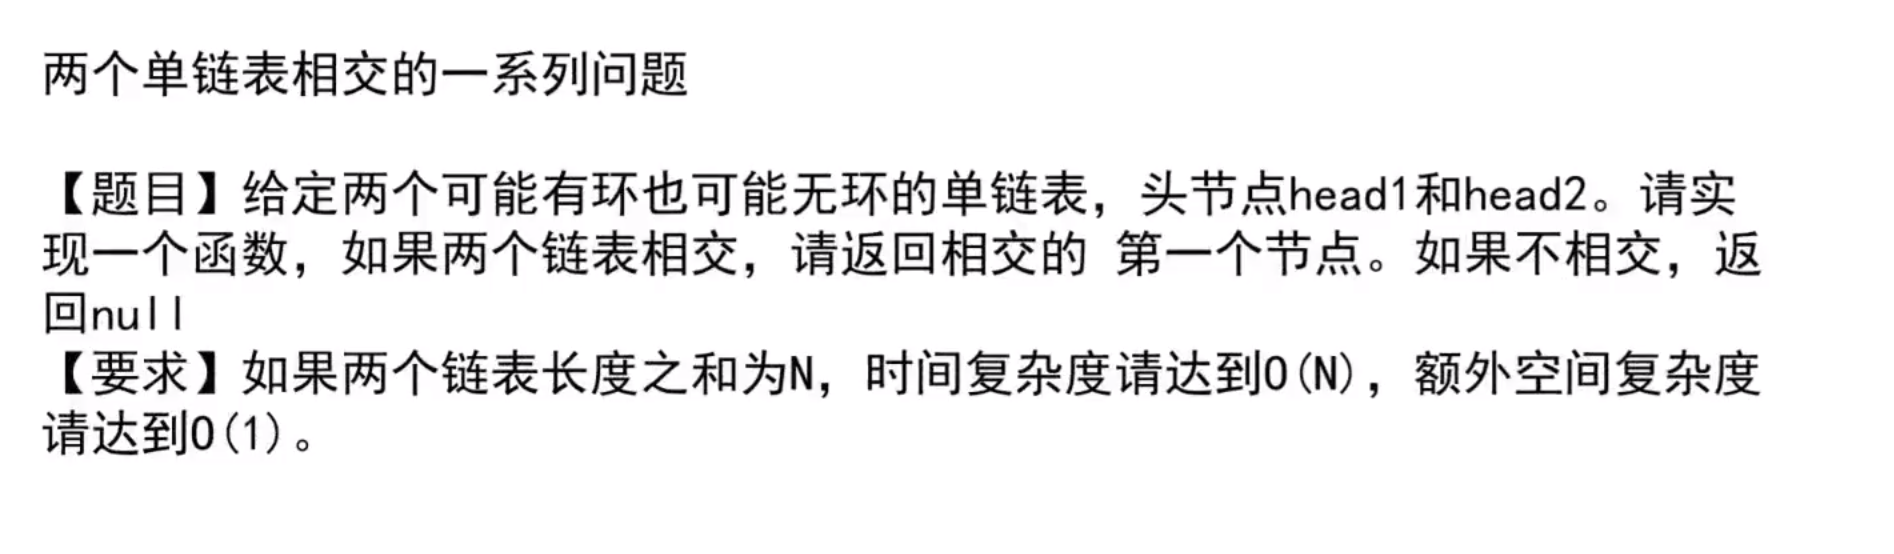 两个单链表相交的一系列问题
【题目】给定两个可能有环也可能无环的单链表，头节点head1和head2。请实
现一个函数，如果两个链表相交，请返回相交的 第一个节点。如果不相交，返
回null
【要求】如果两个链表长度之和为N，时间复杂度请达到O(N)，额外空间复杂度
请达到O(1)。